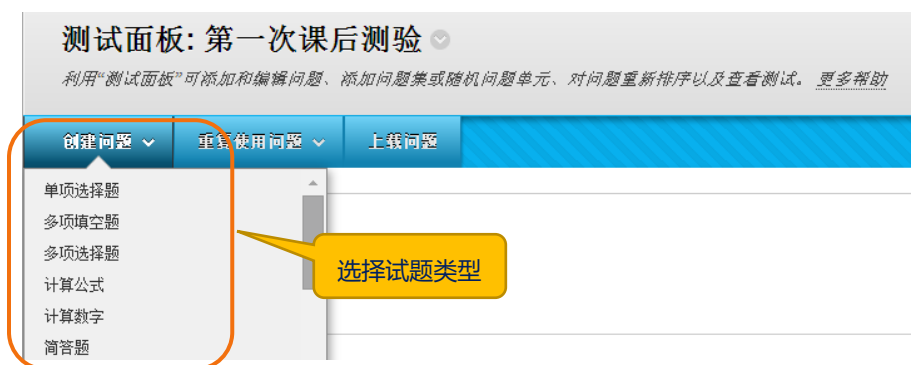 测试面板: 第一次课后测验
利用“测试面板”可添加和编辑问题、添加问题集或随机问题单元、对问题重新排序以及查看测试。 更多帮助
创建问题 重复使用问题 上载问题
单项选择题
多项填空题
多项选择题
计算公式
计算数字
简答题
选择试题类型